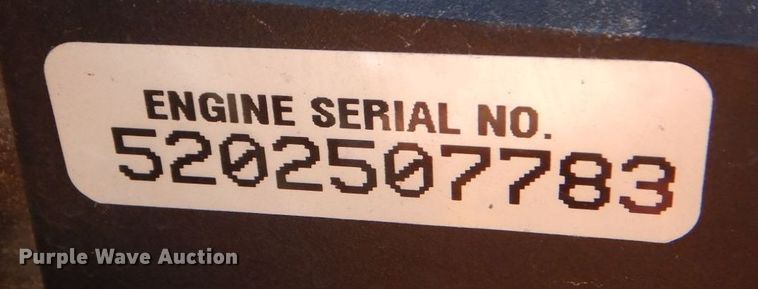 ENGINE SERIAL NO.
5202507783
Purple Wave Auction